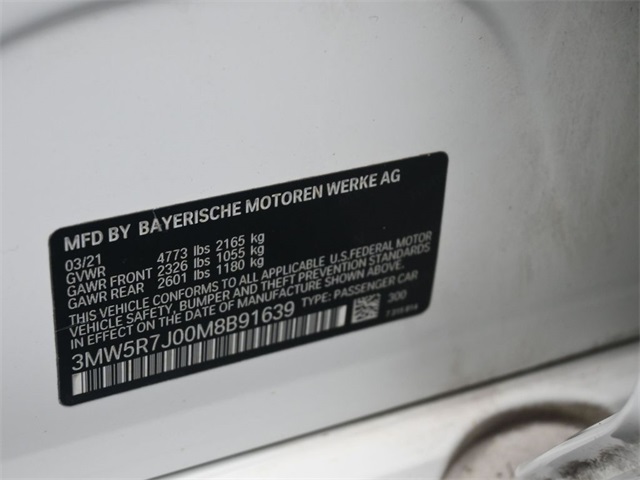 MFD BY BAYERISCHE MOTOREN WERKE AG
03/21
GVWR 4773 lbs 2165 kg
GAWR FRONT 2326 lbs 1055 kg
GAWR REAR 2601 lbs 1180 kg
THIS VEHICLE CONFORMS TO ALL APPLICABLE U.S.FEDERAL MOTOR
VEHICLE SAFETY, BUMPER AND THEFT PREVENTION STANDARDS
IN EFFECT ON THE DATE OF MANUFACTURE SHOWN ABOVE.
3MW5R7J00M8B91639 TYPE: PASSENGER CAR
300